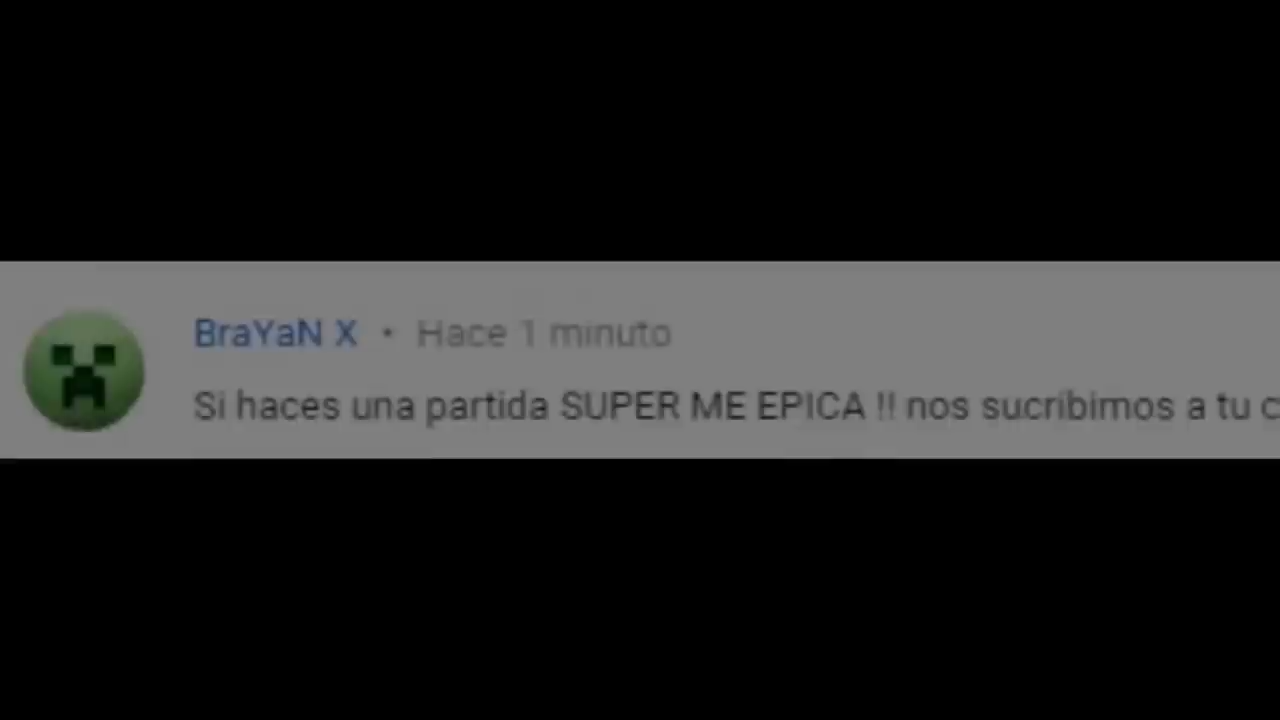 BraYaN X • Hace 1 minuto
Si haces una partida SUPER ME EPICA !! nos sucribimos a tu